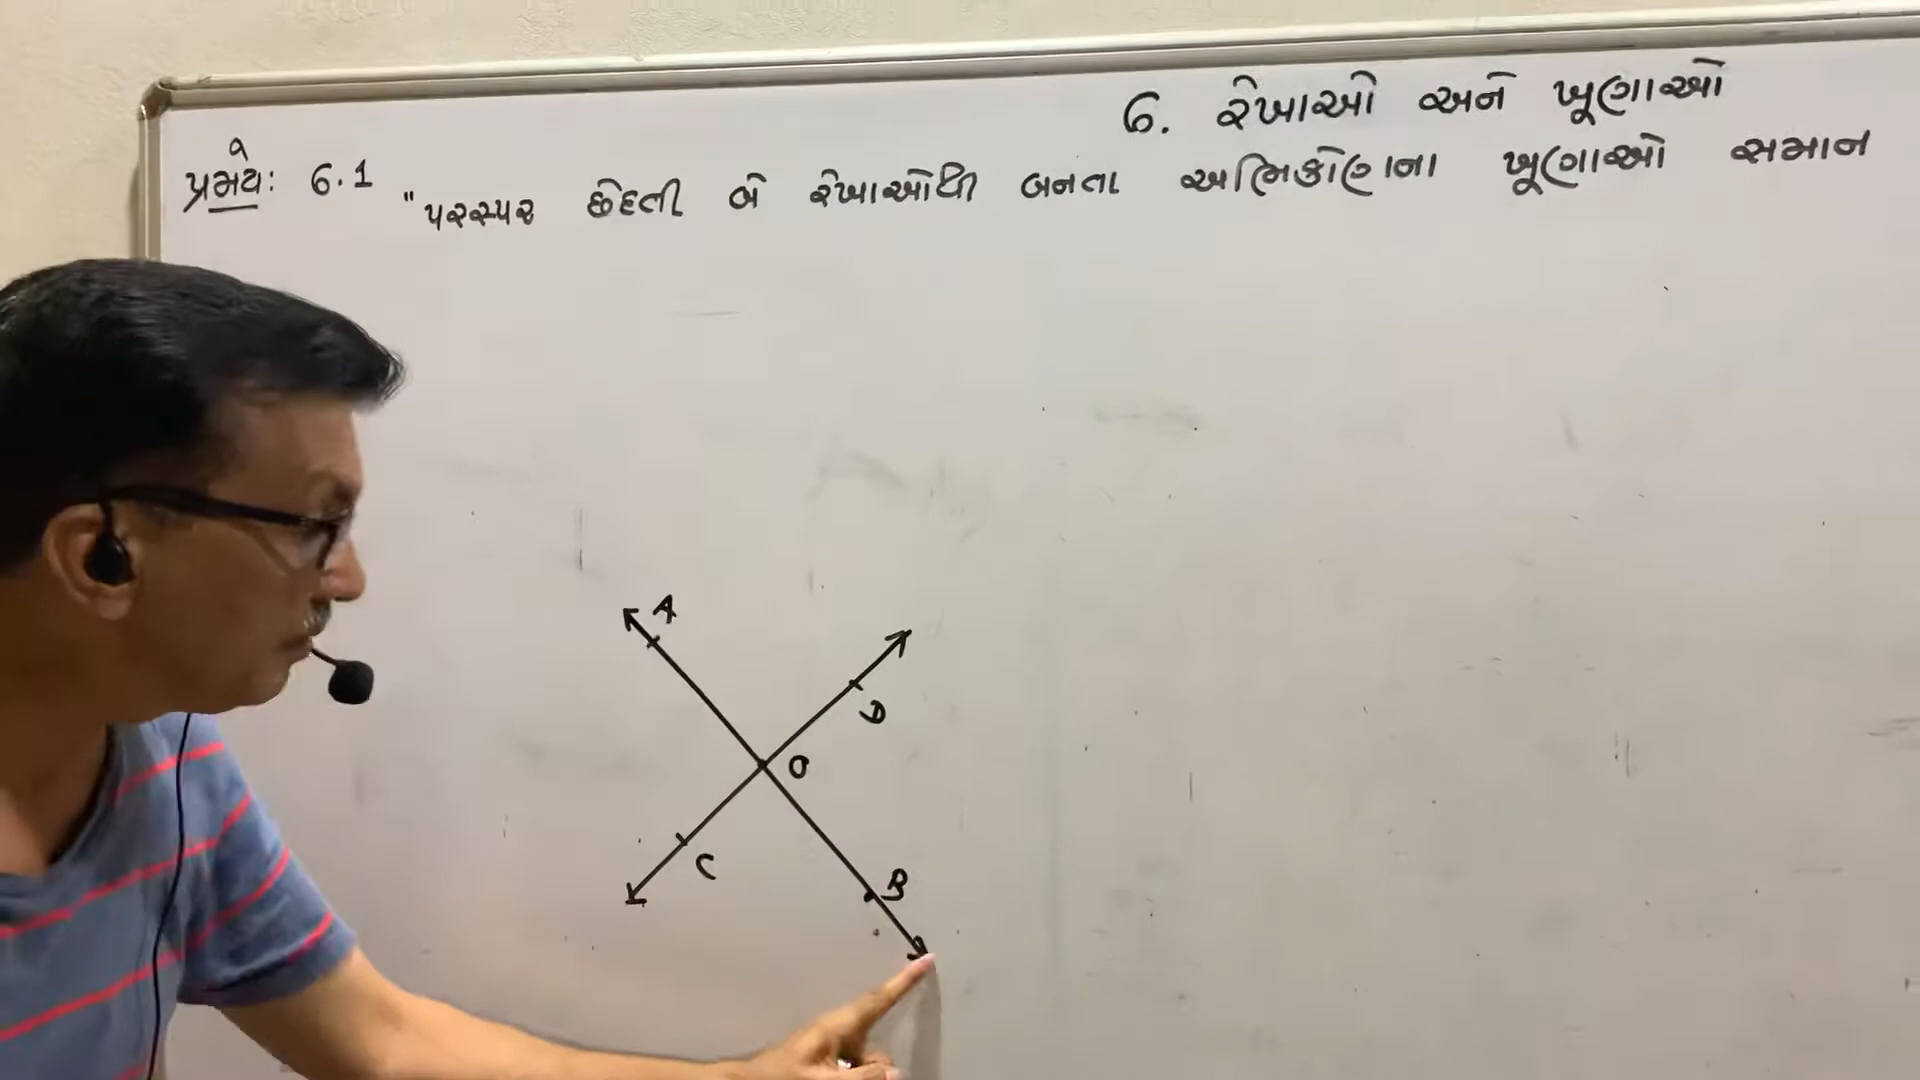 6. રેખાઓ અને ખૂણાઓ
પ્રમેય: 6.1 "પરસ્પર છેદતી બે રેખાઓથી બનતા અભિકોણના ખૂણાઓ સમાન
A
D
O
C
B